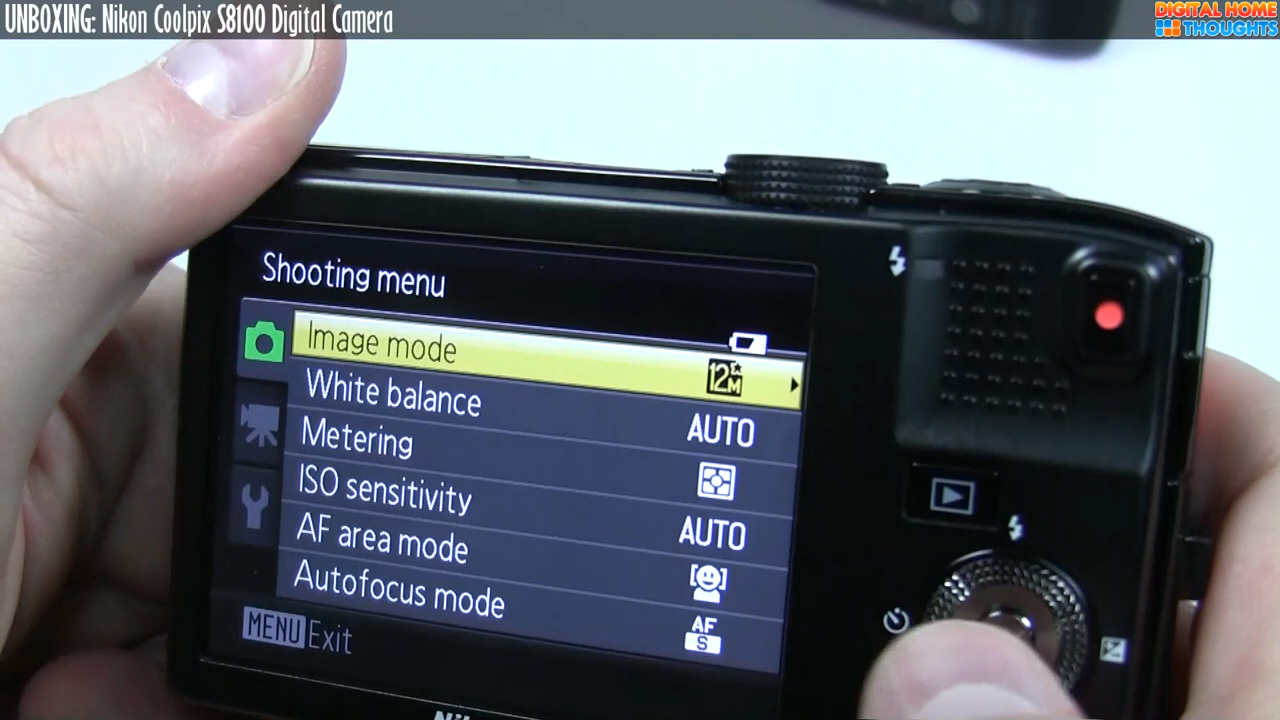 UNBOXING: Nikon Coolpix S8100 Digital Camera
DIGITAL HOME
THOUGHTS
Shooting menu
Image mode 12M
White balance AUTO
Metering
ISO sensitivity AUTO
AF area mode
Autofocus mode AF S
MENU Exit